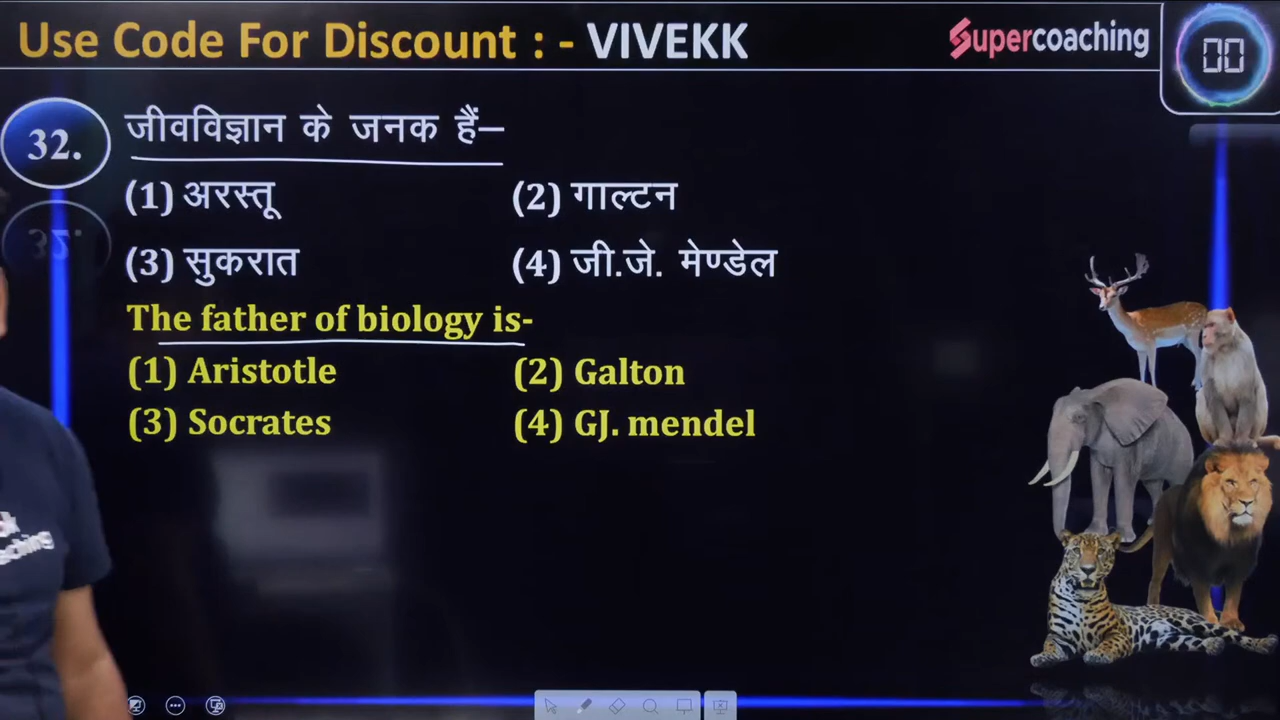 Use Code For Discount : - VIVEKK
Supercoaching
00
32.
जीवविज्ञान के जनक हैं–
(1) अरस्तू
(2) गाल्टन
(3) सुकरात
(4) जी.जे. मेण्डेल
The father of biology is-
(1) Aristotle
(2) Galton
(3) Socrates
(4) GJ. mendel